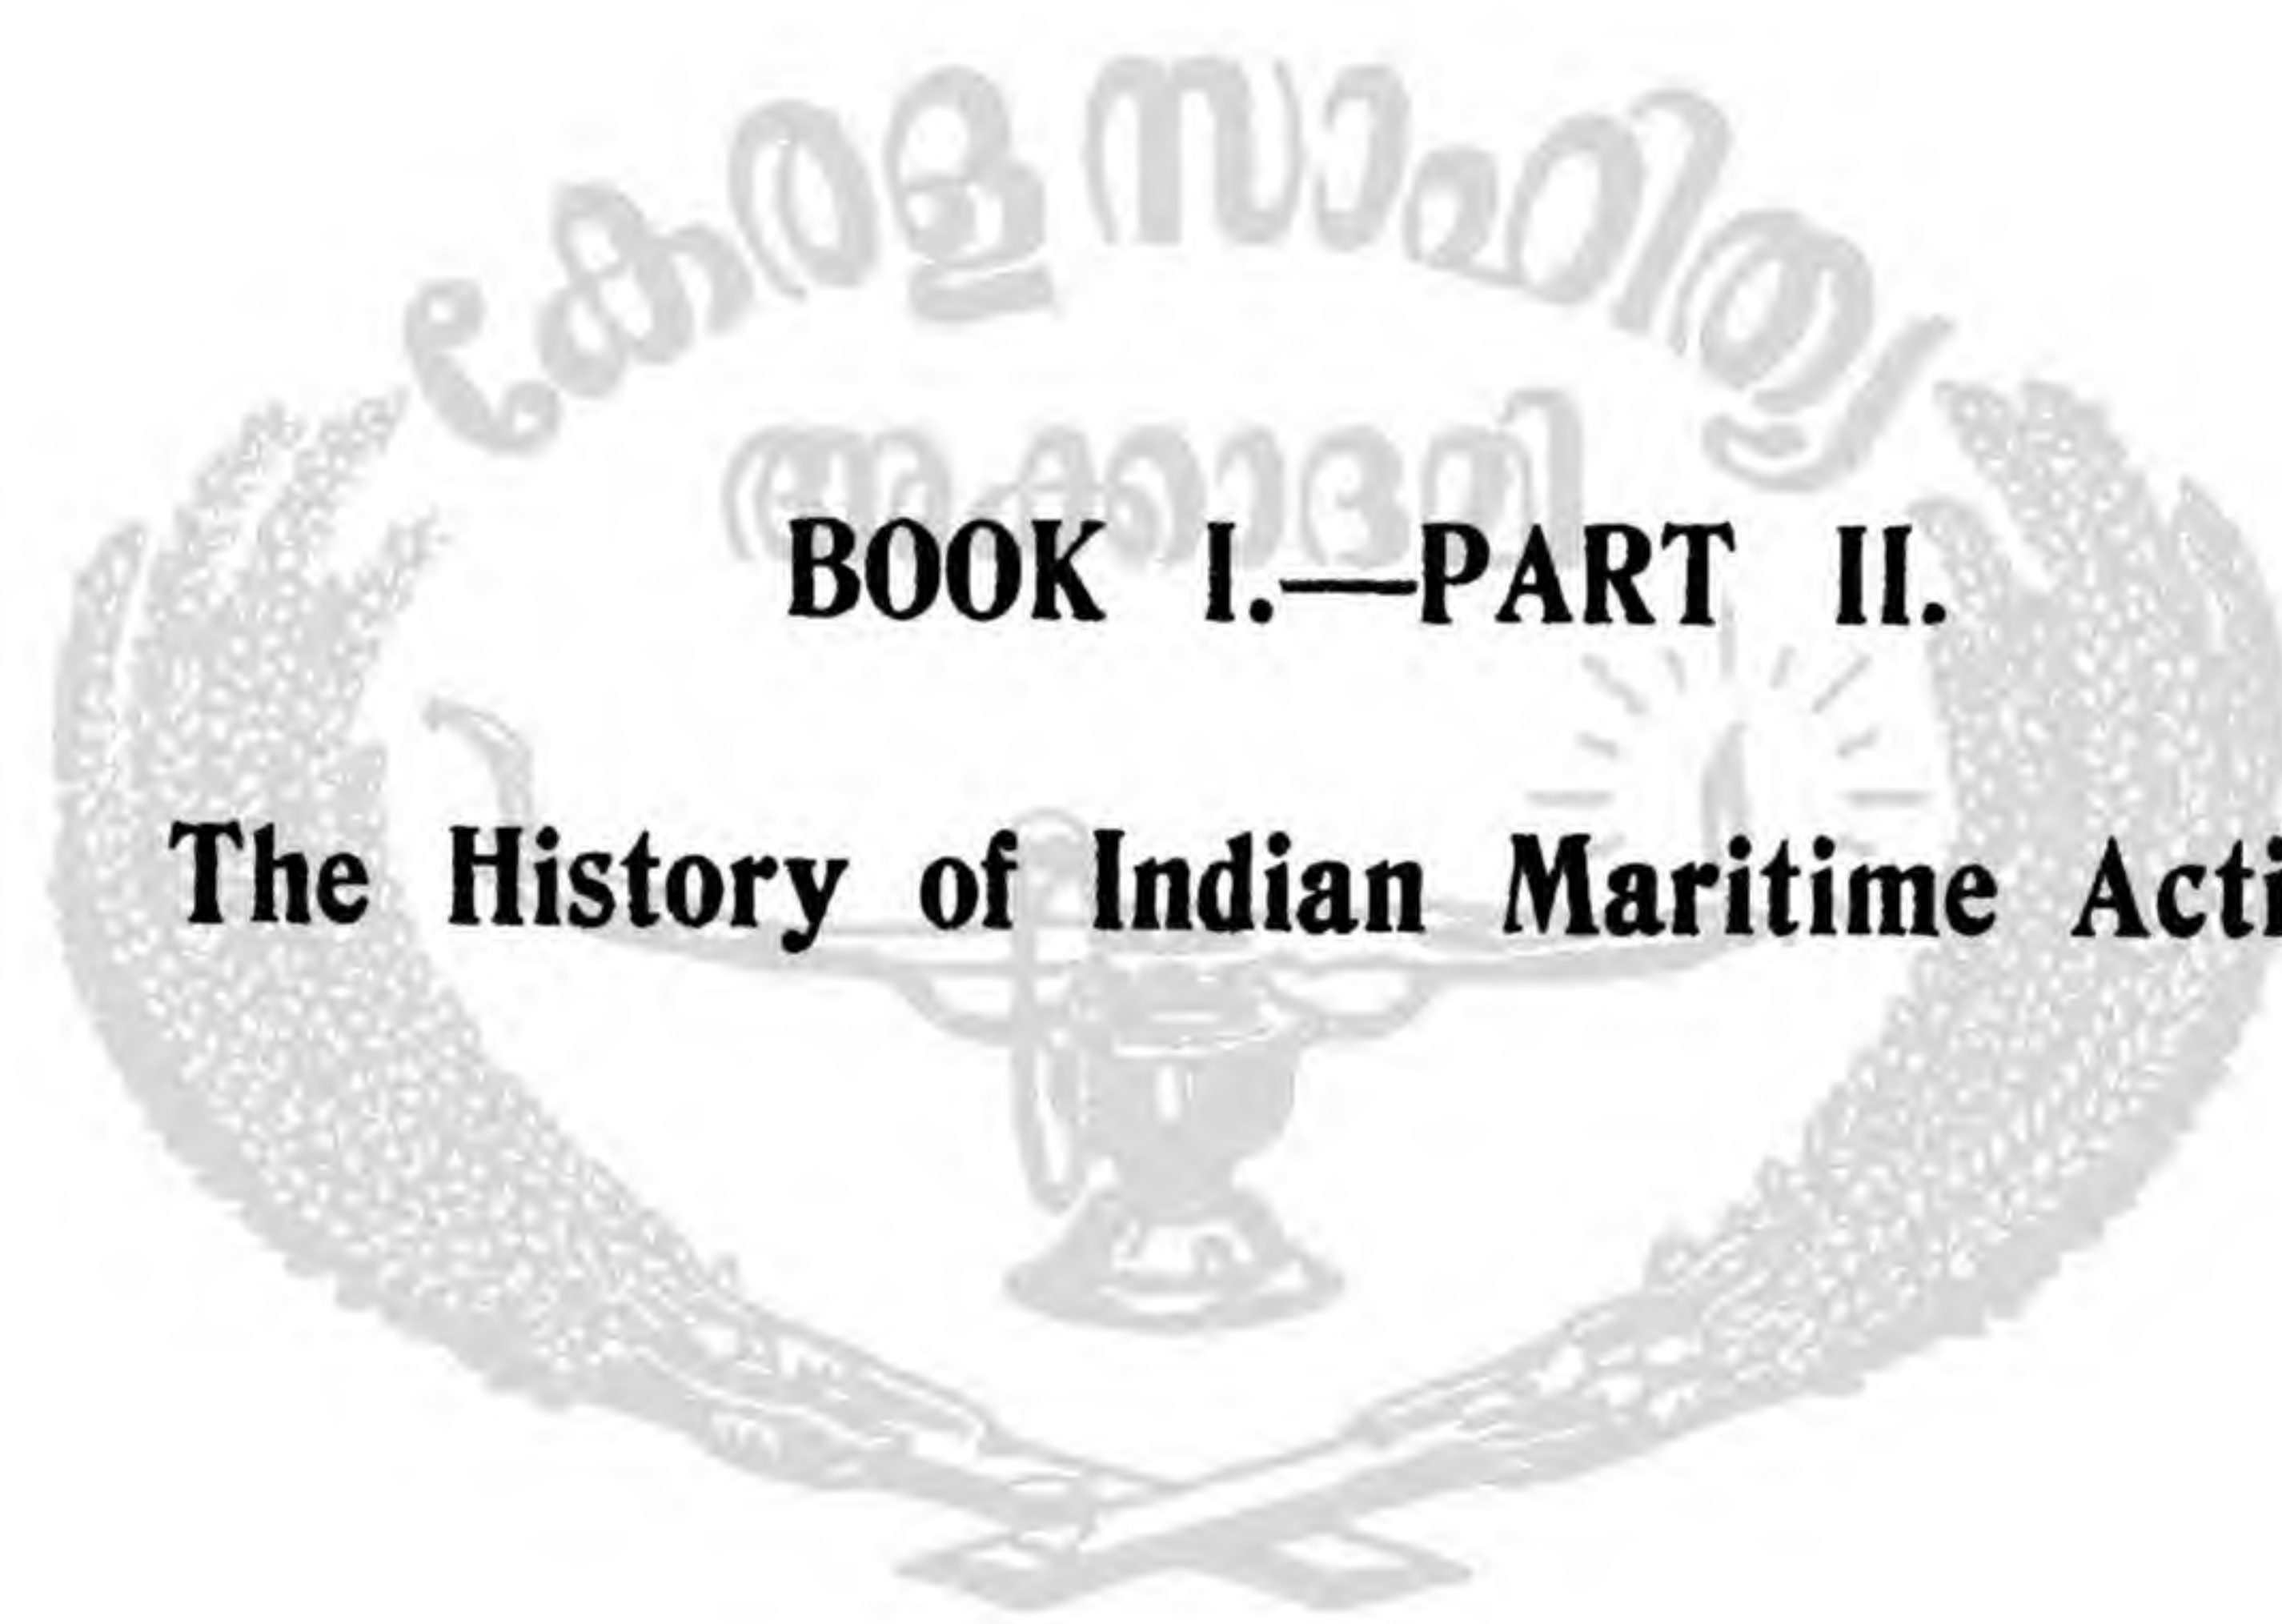 കേരള സാഹിത്യ
അക്കാദമി
BOOK I.—PART II.
The History of Indian Maritime Acti